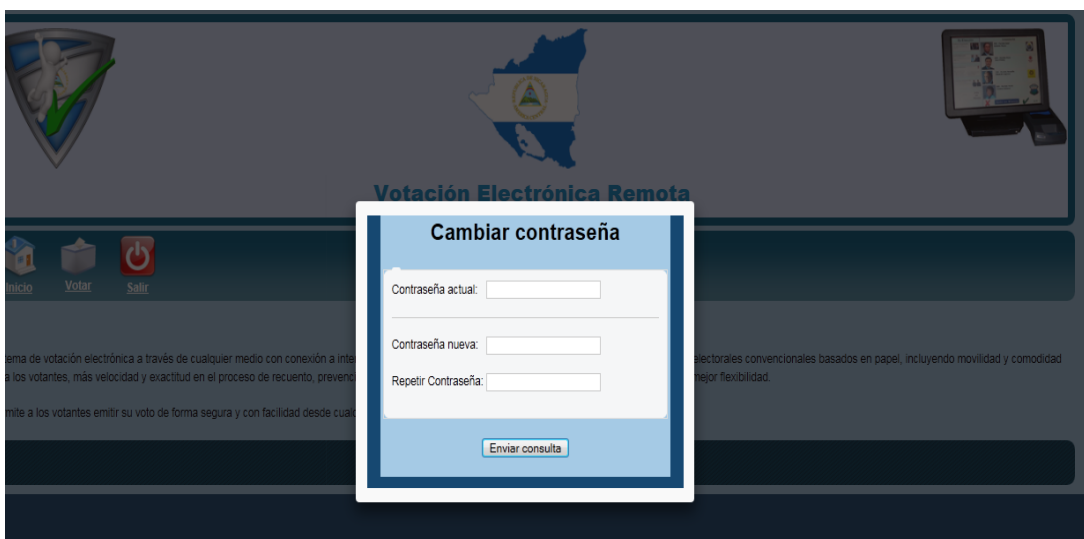 Votación Electrónica Remota
Inicio Votar Salir
Cambiar contraseña
Contraseña actual:
Contraseña nueva:
Repetir Contraseña:
Enviar consulta
tema de votación electrónica a través de cualquier medio con conexión a inte
electorales convencionales basados en papel, incluyendo movilidad y comodidad
a los votantes, más velocidad y exactitud en el proceso de recuento, prevenc
mejor flexibilidad.
mite a los votantes emitir su voto de forma segura y con facilidad desde cual